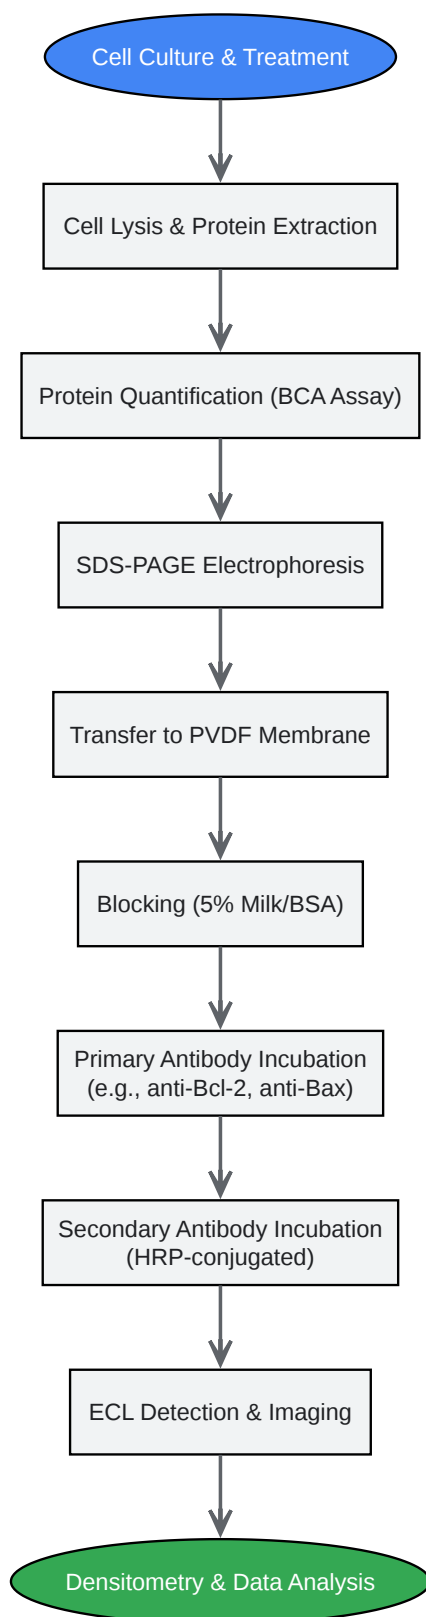 Cell Culture & Treatment
Cell Lysis & Protein Extraction
Protein Quantification (BCA Assay)
SDS-PAGE Electrophoresis
Transfer to PVDF Membrane
Blocking (5% Milk/BSA)
Primary Antibody Incubation
(e.g., anti-Bcl-2, anti-Bax)
Secondary Antibody Incubation
(HRP-conjugated)
ECL Detection & Imaging
Densitometry & Data Analysis